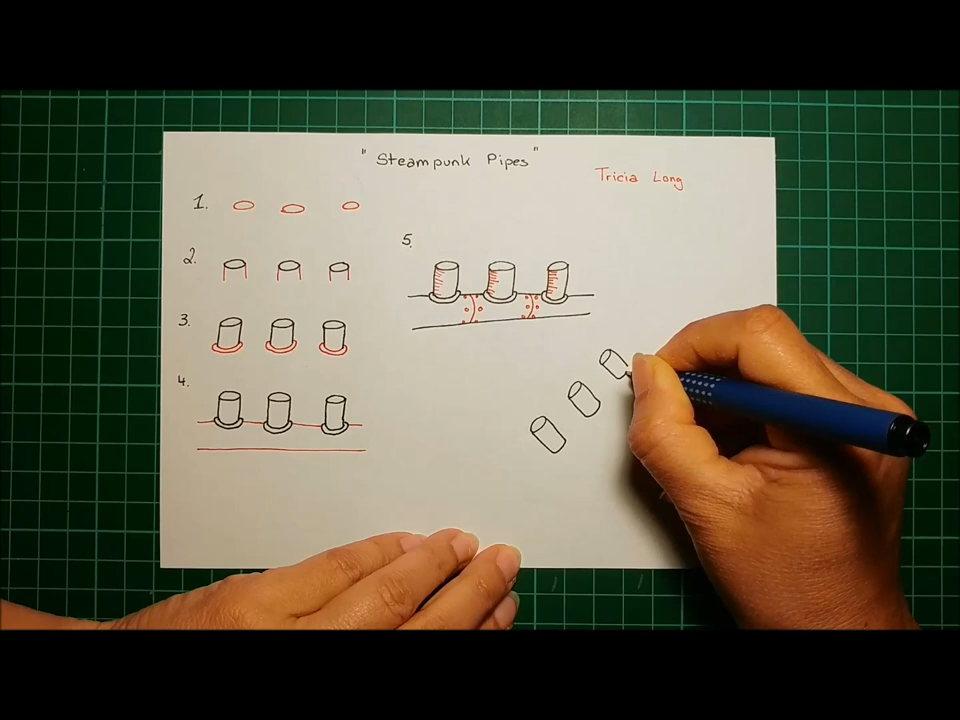 "Steampunk Pipes"
Tricia Long
1.
2.
3.
4.
5.